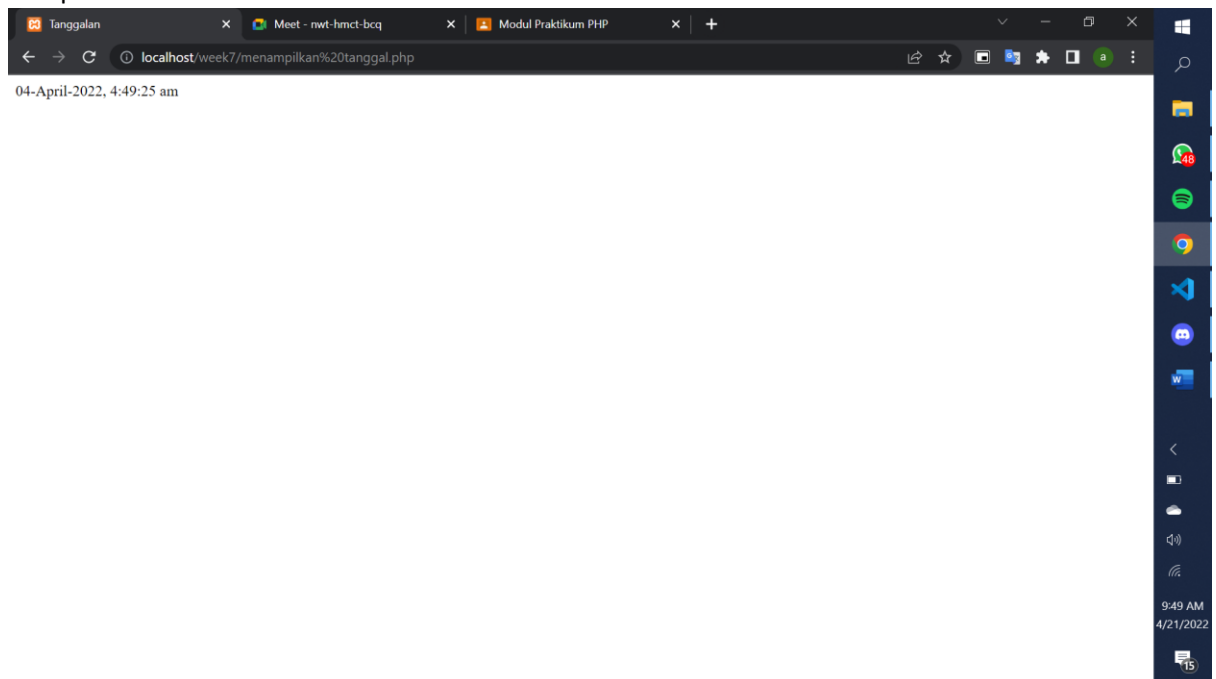 Tanggalan
Meet - nwt-hmct-bcq
Modul Praktikum PHP
localhost/week7/menampilkan%20tanggal.php
a
04-April-2022, 4:49:25 am
48
W
9:49 AM
4/21/2022
15